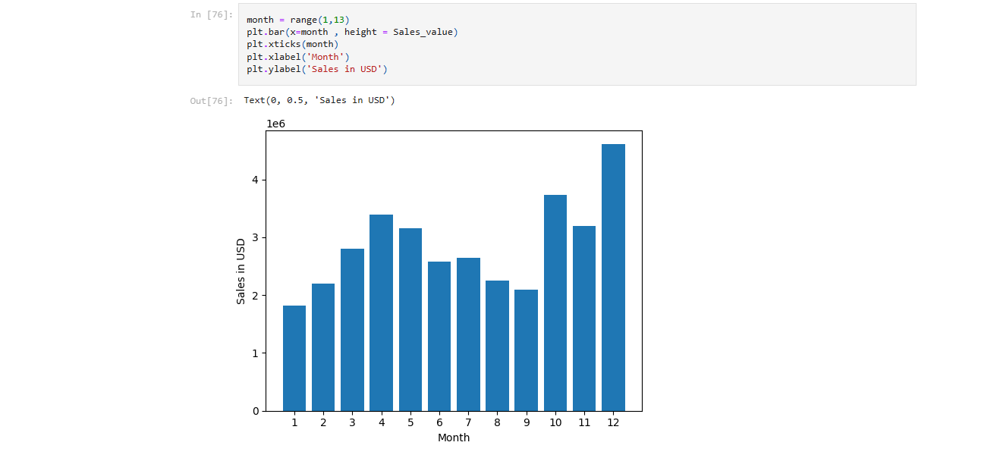 In [76]:
month = range(1,13)
plt.bar(x=month , height = Sales_value)
plt.xticks(month)
plt.xlabel('Month')
plt.ylabel('Sales in USD')
Out[76]: Text(0, 0.5, 'Sales in USD')
1e6
4
3
2
1
0
Sales in USD
1 2 3 4 5 6 7 8 9 10 11 12
Month